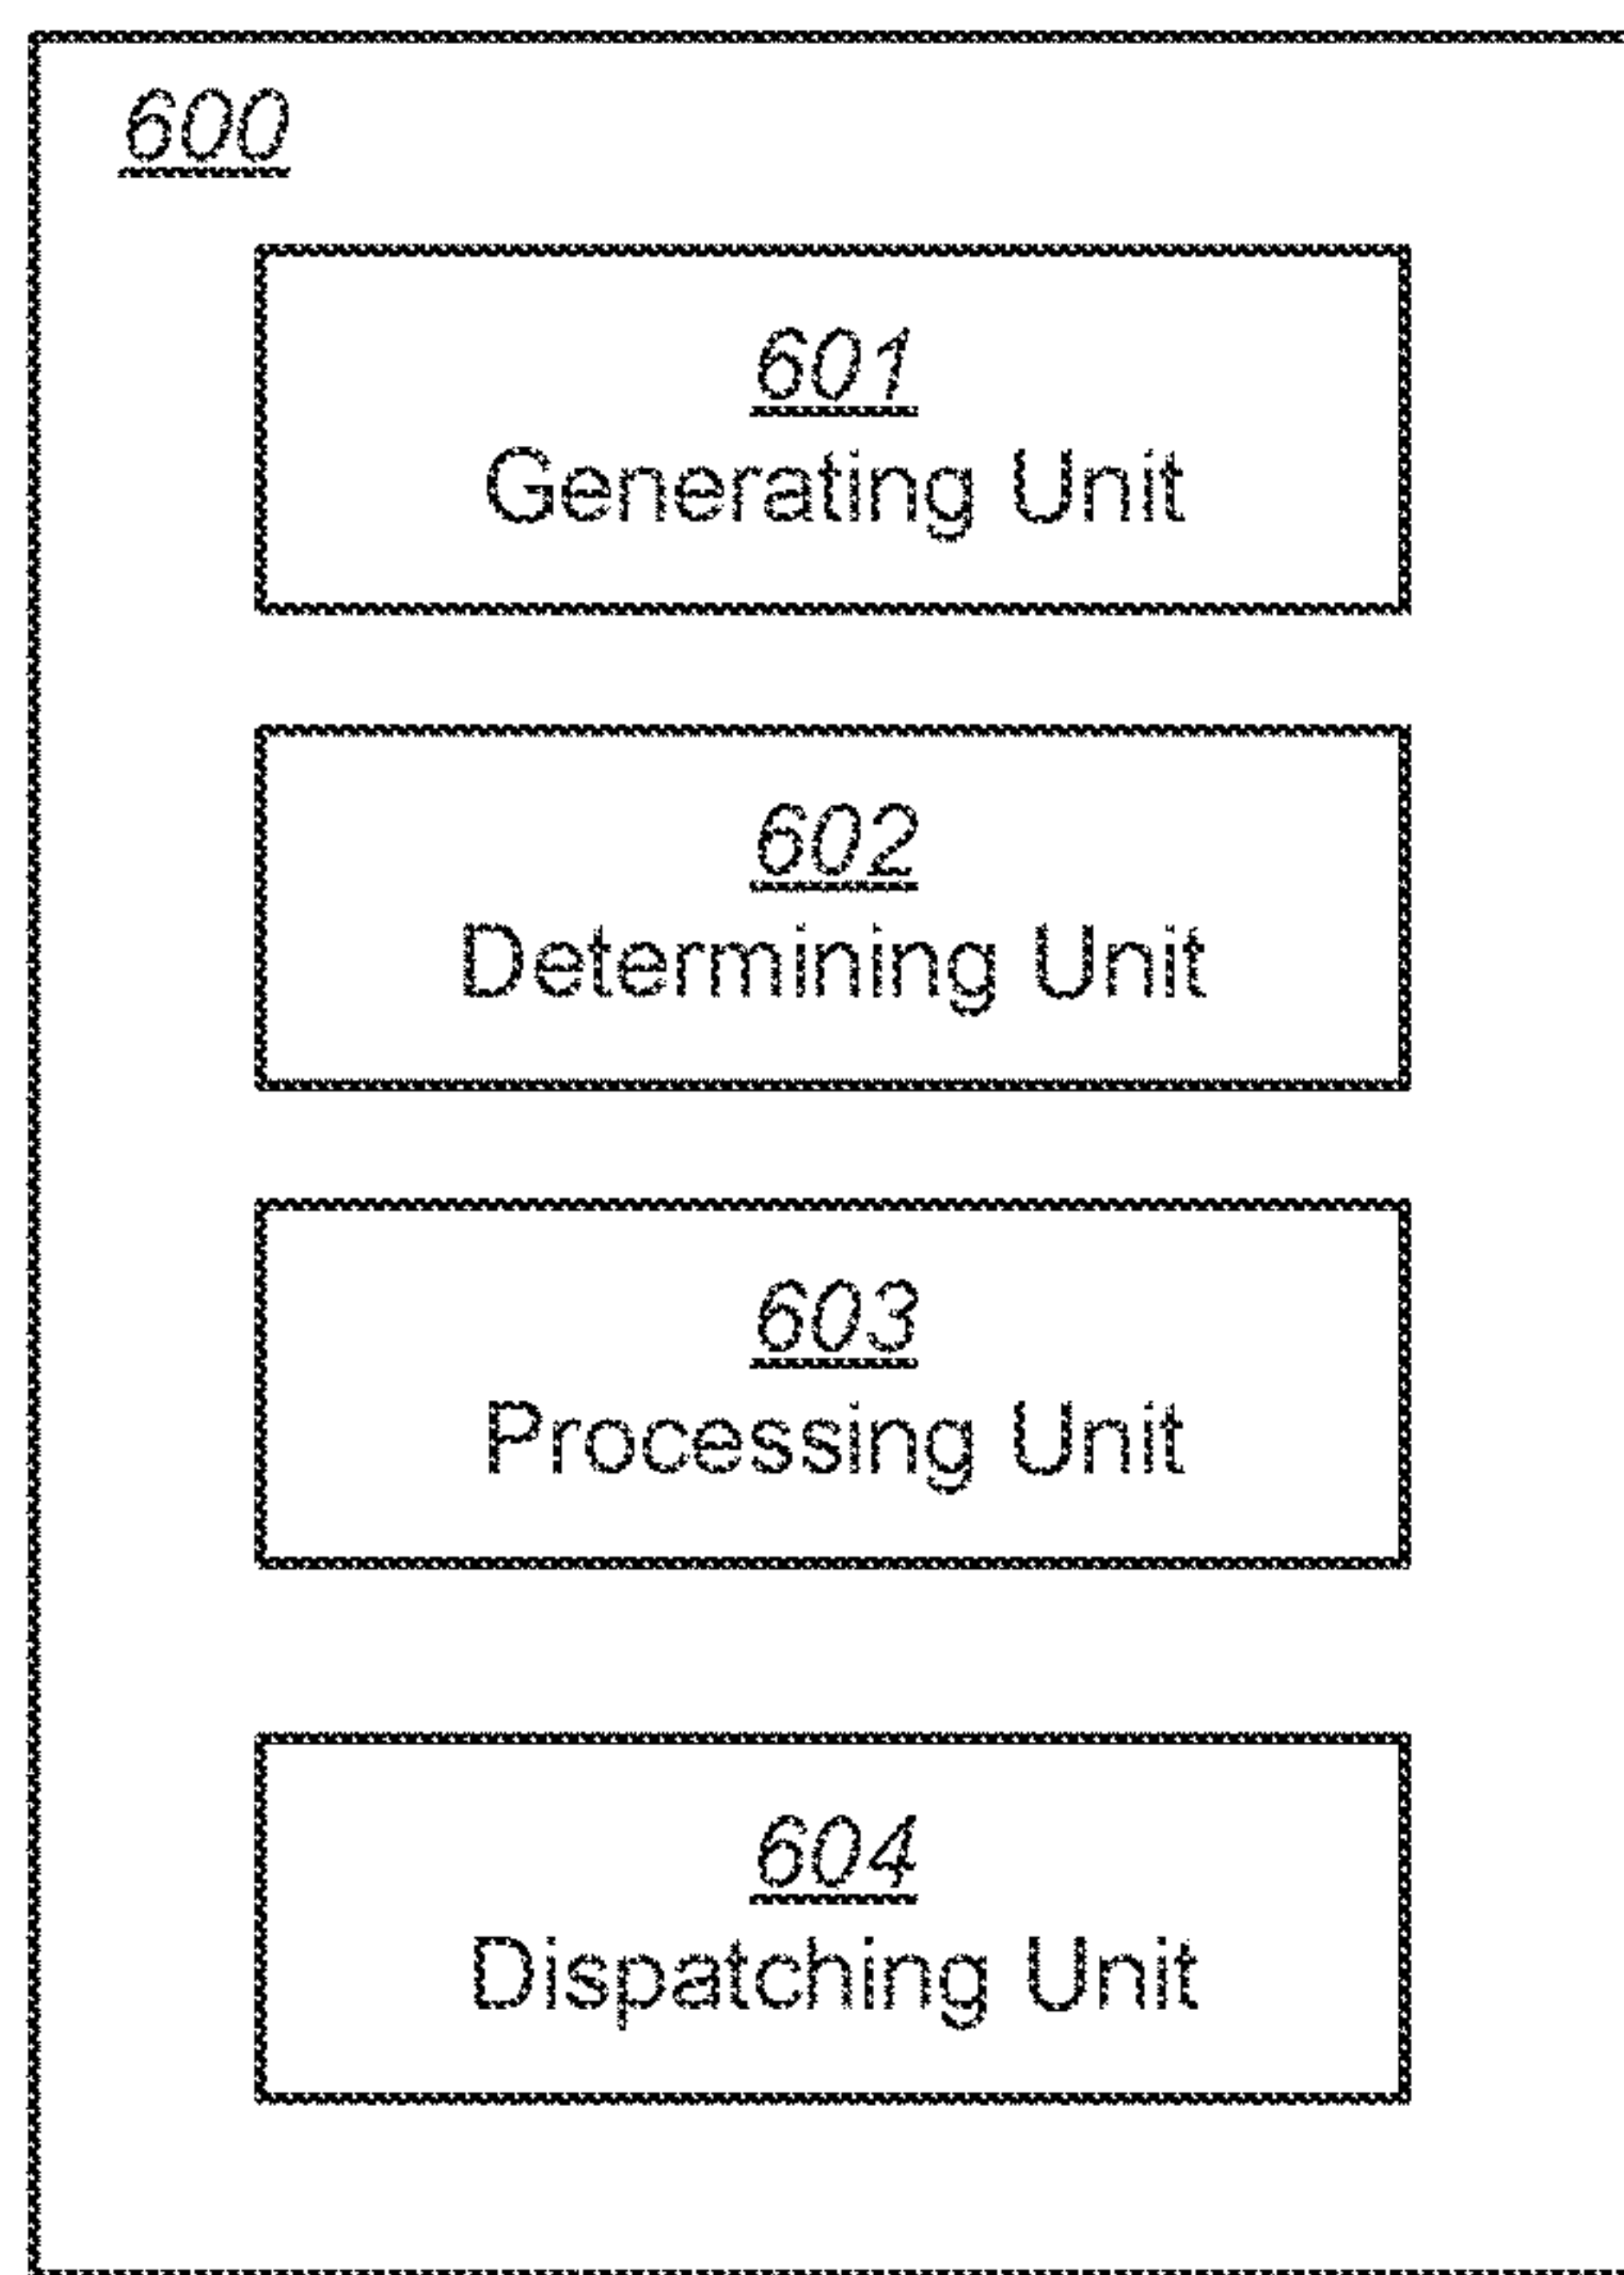 600
601
Generating Unit
602
Determining Unit
603
Processing Unit
604
Dispatching Unit